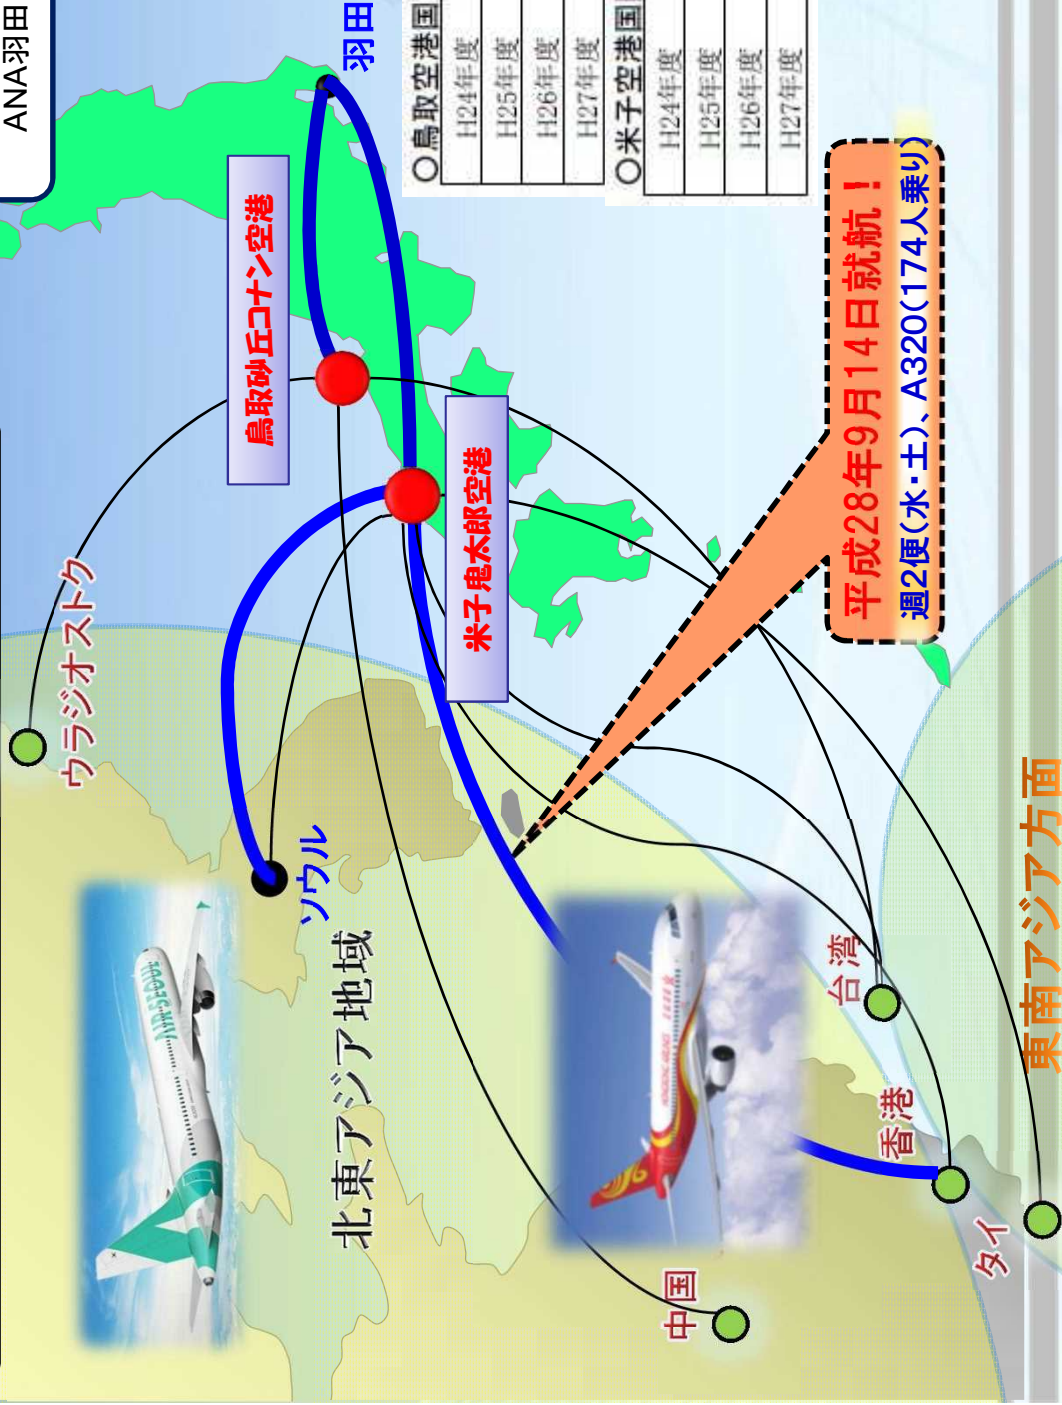 ANA羽田
羽田
○鳥取空港国
H24年度
H25年度
H26年度
H27年度
○米子空港国
H24年度
H25年度
H26年度
H27年度
鳥取砂丘コナン空港
米子鬼太郎空港
平成28年9月14日就航！
週2便(水・土)、A320(174人乗り)
ウラジオストク
ソウル
AIR SEOUL
北東アジア地域
HONGKONG AIRLINES
台湾
香港
中国
タイ
東南アジア方面